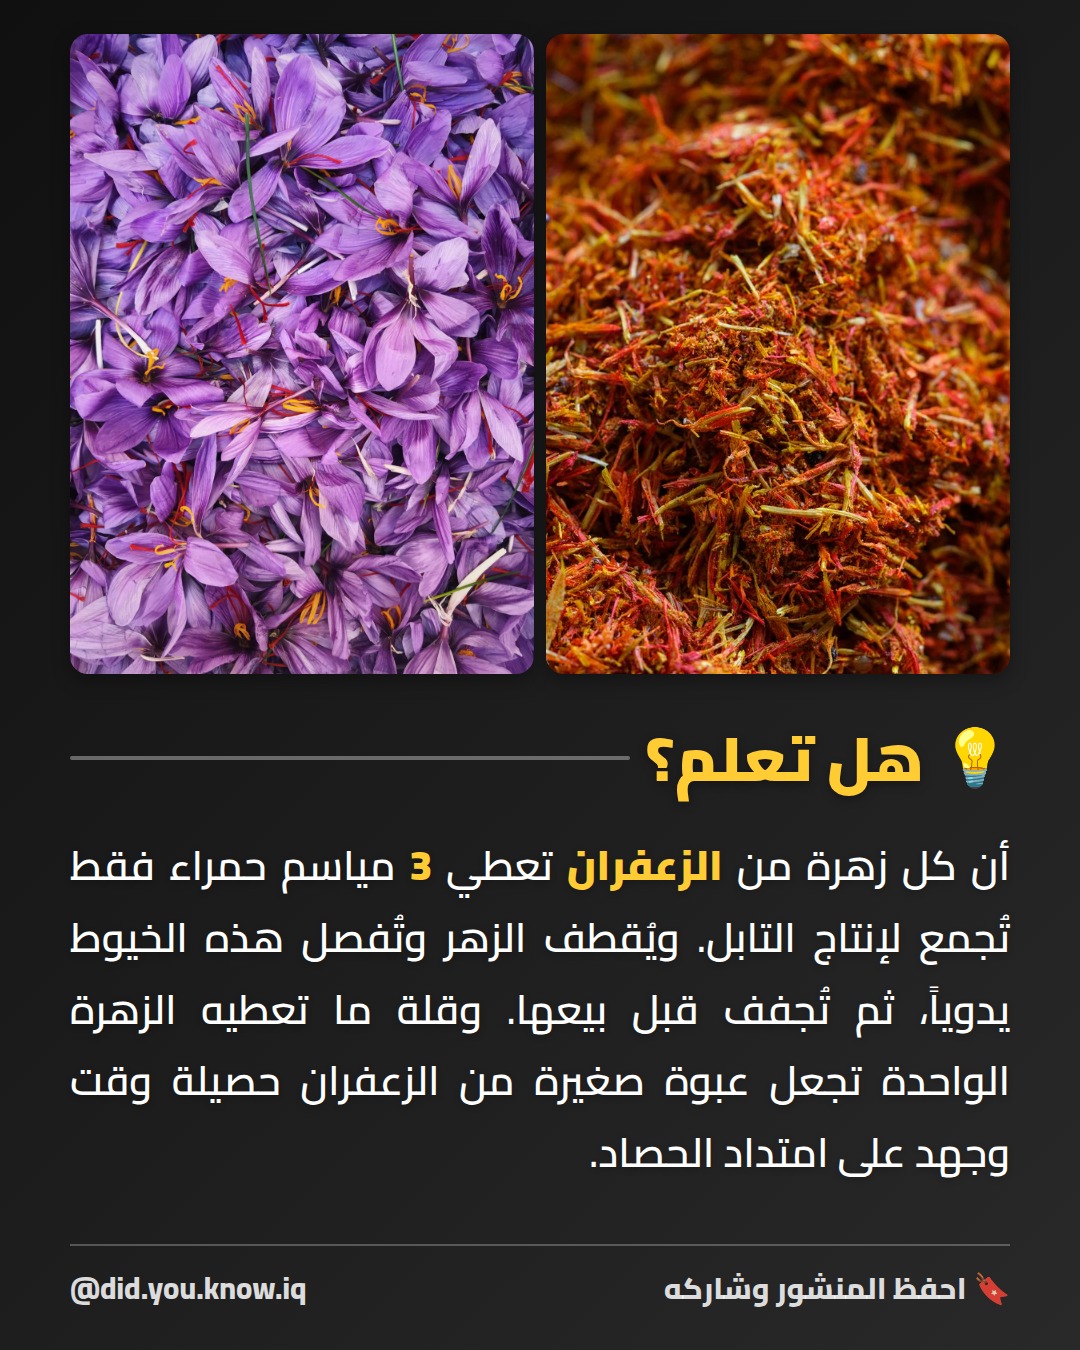 💡 هل تعلم؟
أن كل زهرة من الزعفران تعطي 3 مياسم حمراء فقط
تُجمع لإنتاج التابل. ويُقطف الزهر وتُفصل هذه الخيوط
يدوياً، ثم تُجفف قبل بيعها. وقلة ما تعطيه الزهرة
الواحدة تجعل عبوة صغيرة من الزعفران حصيلة وقت
وجهد على امتداد الحصاد.
🔖 احفظ المنشور وشاركه
@did.you.know.iq